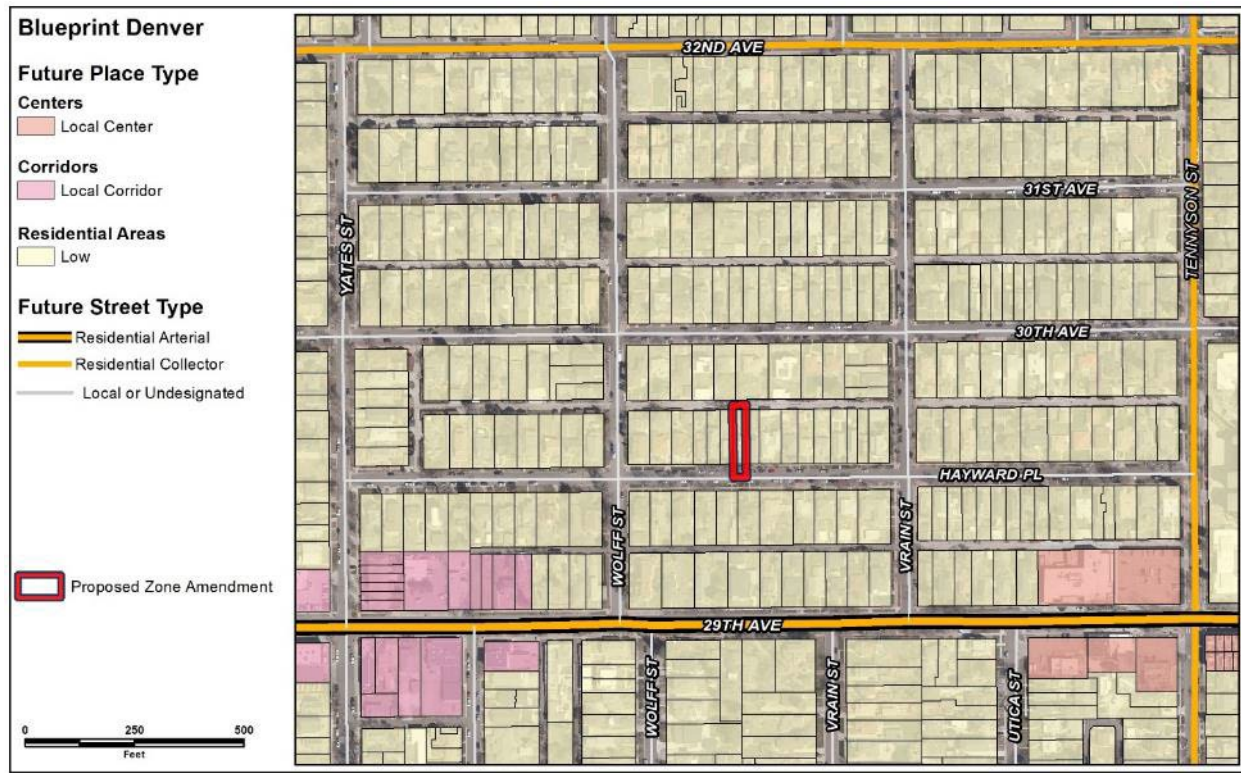 Blueprint Denver
Future Place Type
Centers
Local Center
Corridors
Local Corridor
Residential Areas
Low
Future Street Type
Residential Arterial
Residential Collector
Local or Undesignated
Proposed Zone Amendment
0 250 500
Feet
32ND AVE
31ST AVE
TENNYSON ST
YATES ST
30TH AVE
HAYWARD PL
WOLFF ST
VRAIN ST
29TH AVE
WOLFF ST
VRAIN ST
UTICA ST